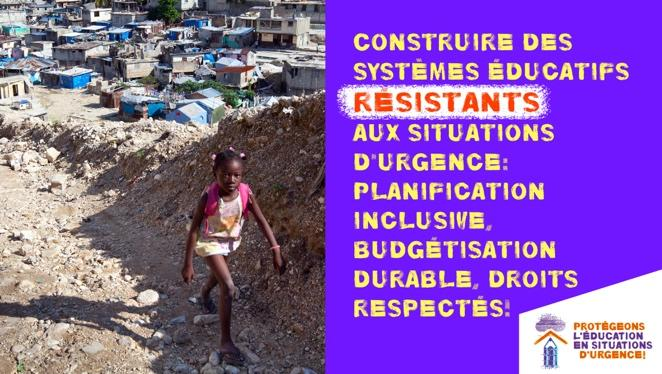 CONSTRUIRE DES
SYSTÈMES ÉDUCATIFS
RÉSISTANTS
AUX SITUATIONS
D'URGENCE:
PLANIFICATION
INCLUSIVE,
BUDGÉTISATION
DURABLE, DROITS
RESPECTÉS!
PROTÉGEONS
L'ÉDUCATION
EN SITUATIONS
D'URGENCE!